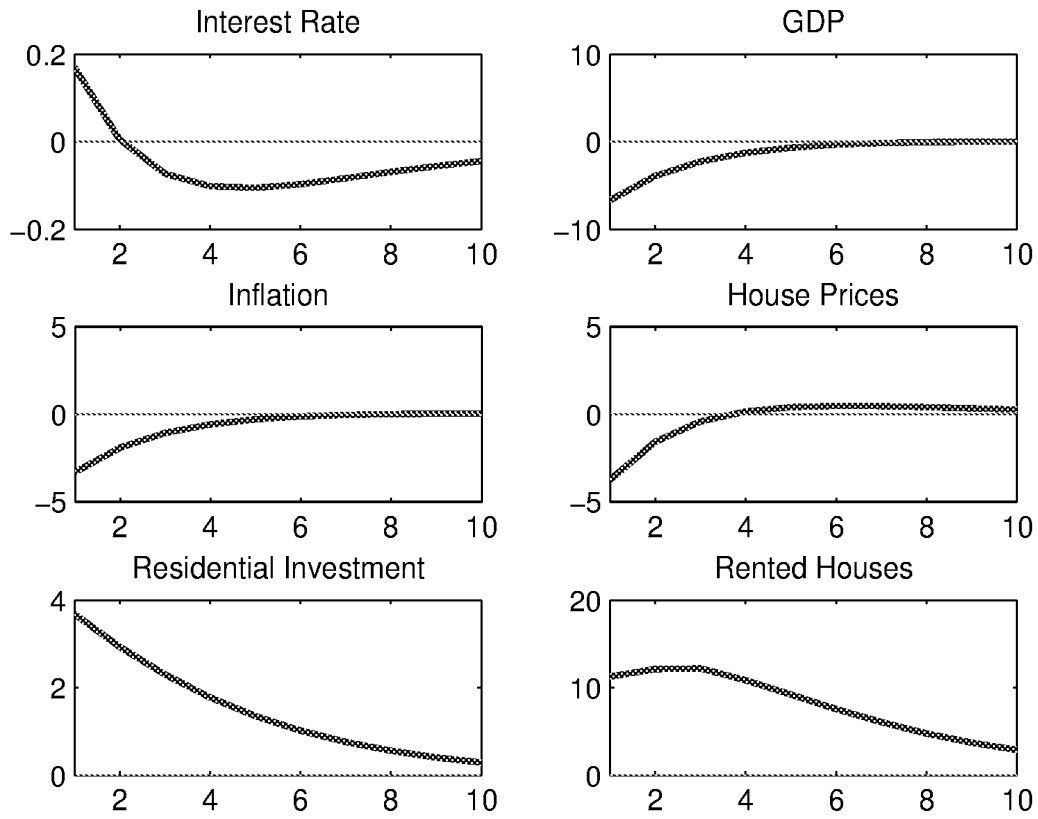 Interest Rate
0.2
0
−0.2
2 4 6 8 10
GDP
10
0
−10
2 4 6 8 10
Inflation
5
0
−5
2 4 6 8 10
House Prices
5
0
−5
2 4 6 8 10
Residential Investment
4
2
0
2 4 6 8 10
Rented Houses
20
10
0
2 4 6 8 10